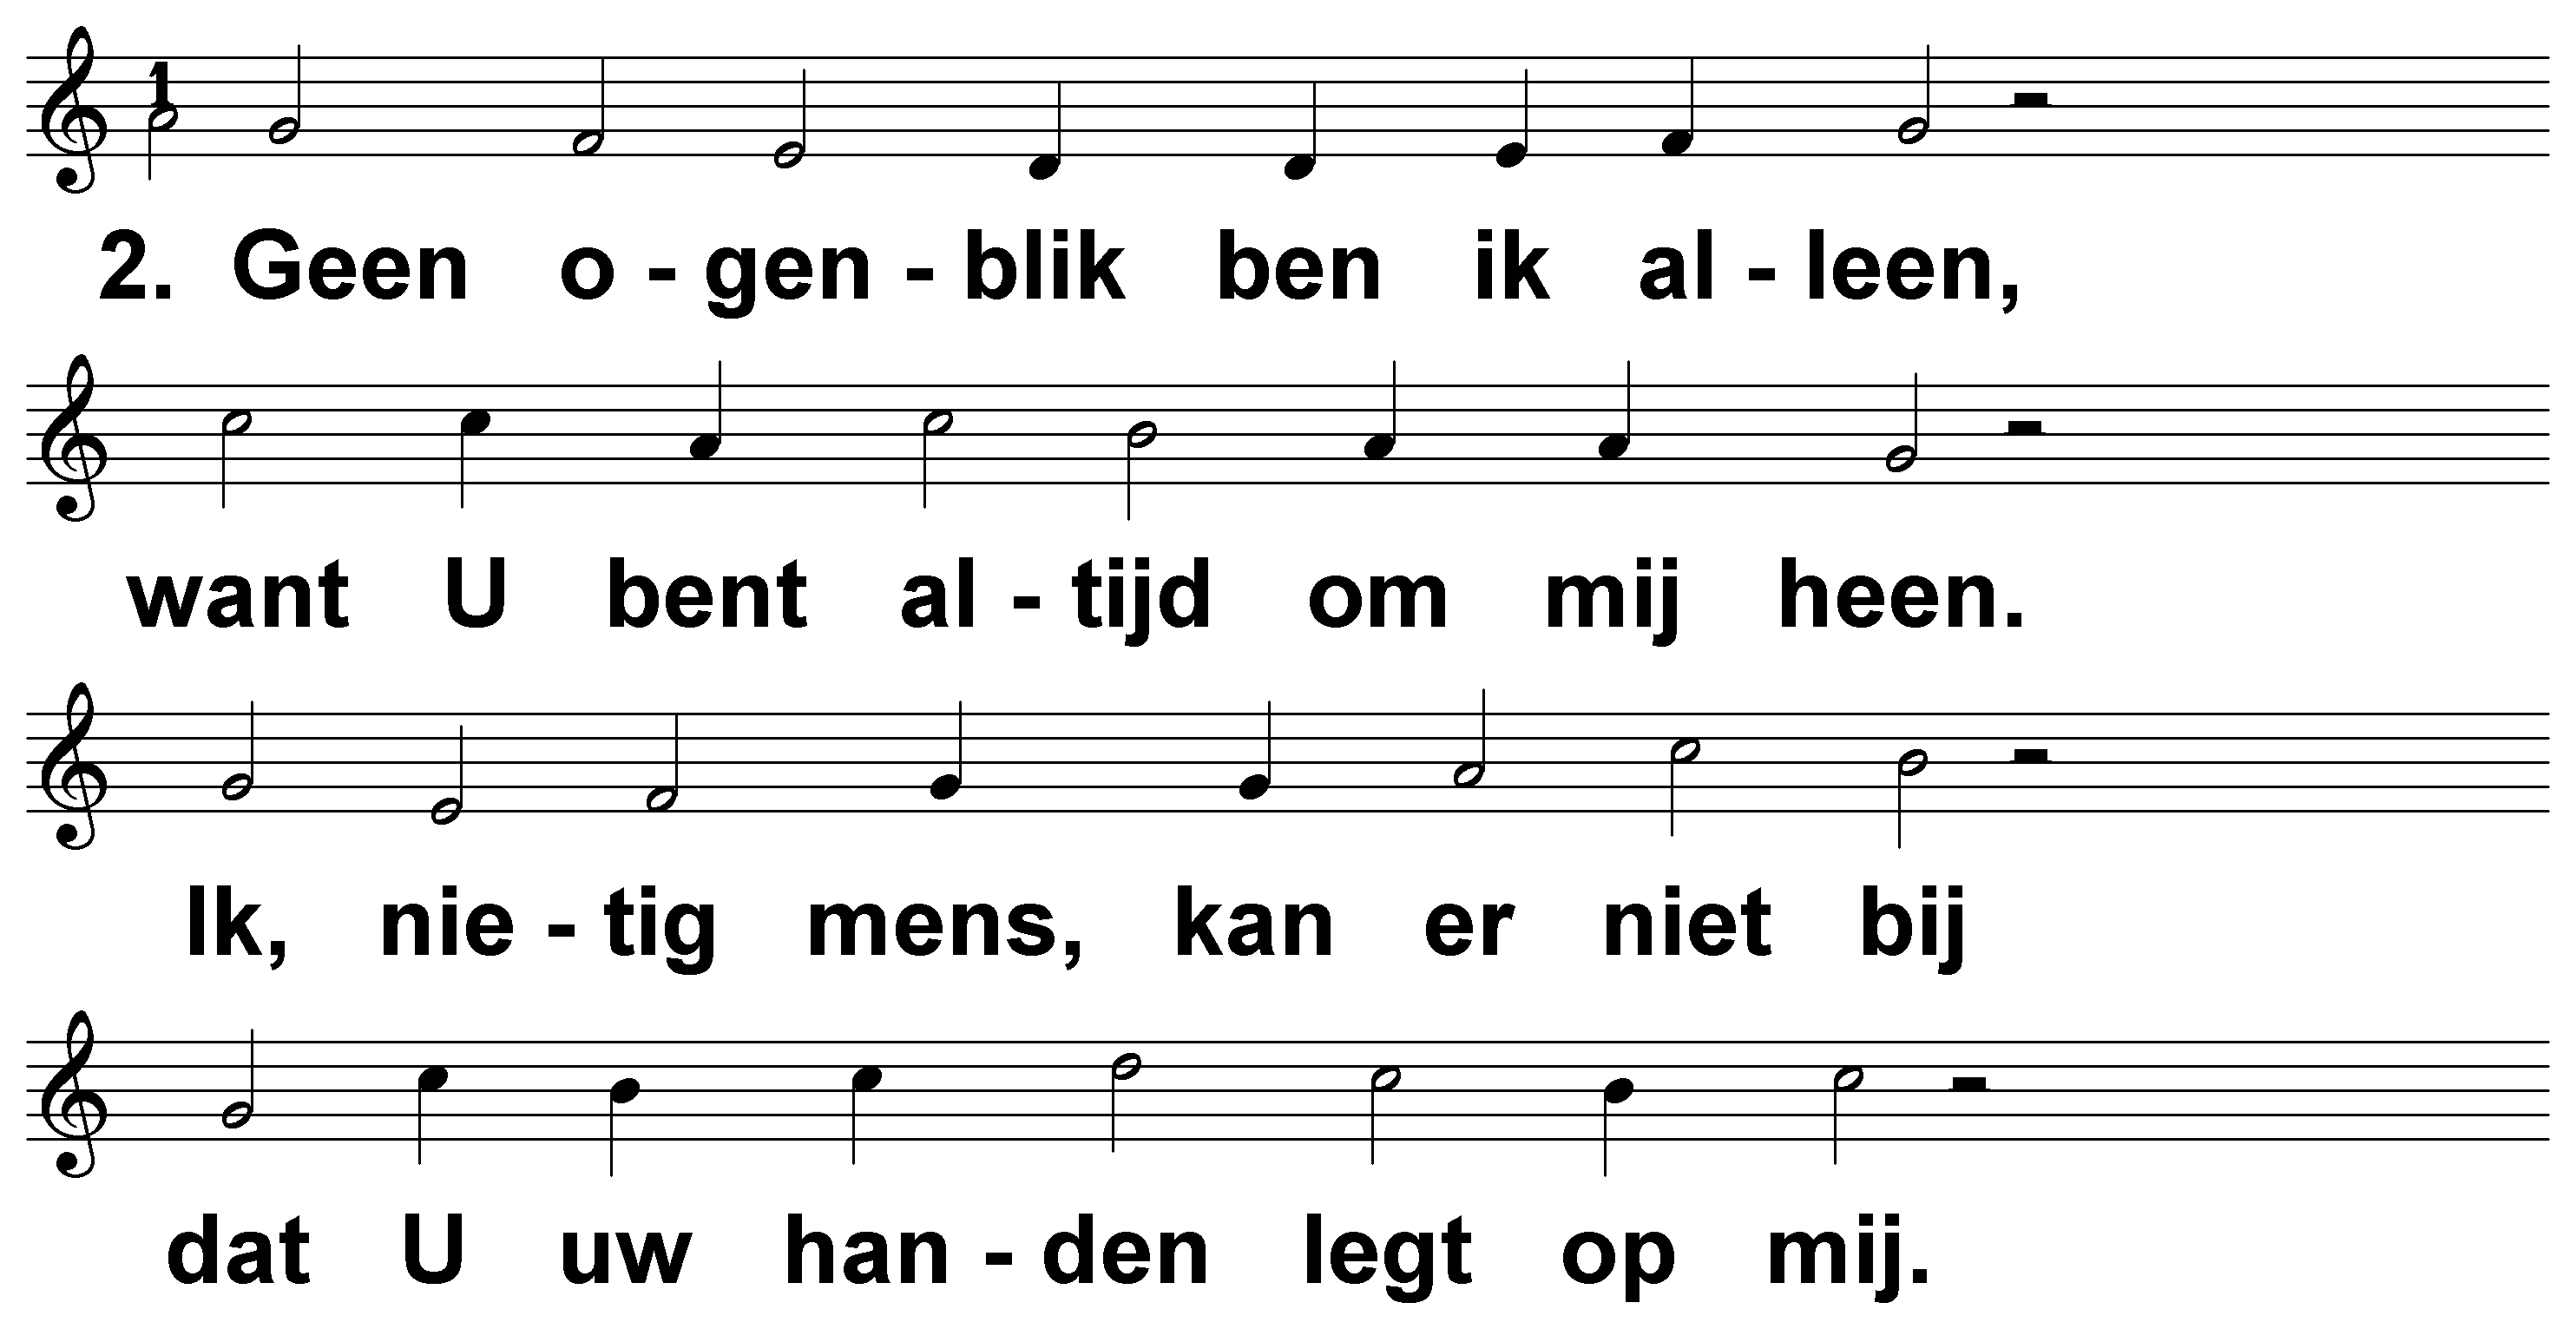 2. Geen o - gen - blik ben ik al - leen,
want U bent al - tijd om mij heen.
Ik, nie - tig mens, kan er niet bij
dat U uw han - den legt op mij.